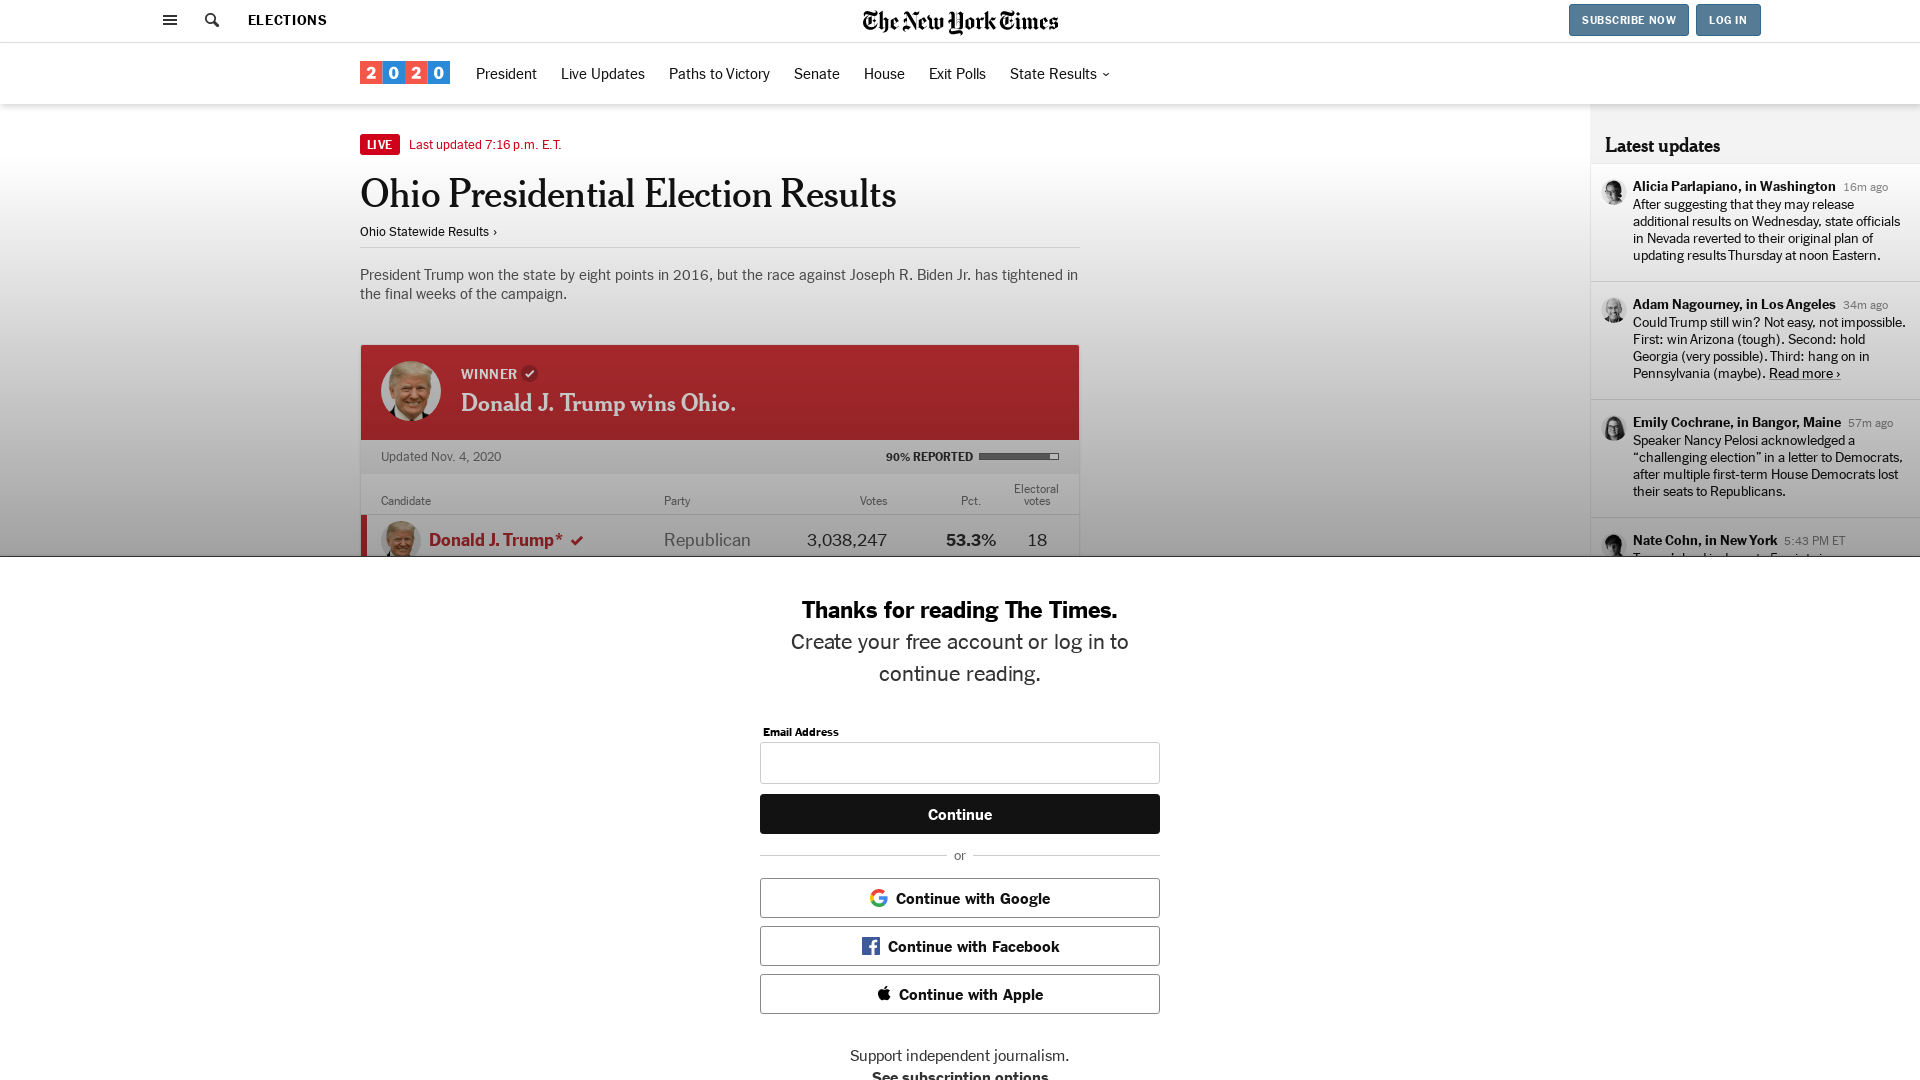 ELECTIONS
The New York Times
SUBSCRIBE NOW
LOG IN
2020
President
Live Updates
Paths to Victory
Senate
House
Exit Polls
State Results
LIVE
Last updated 7:16 p.m. E.T.
Ohio Presidential Election Results
Ohio Statewide Results ›
President Trump won the state by eight points in 2016, but the race against Joseph R. Biden Jr. has tightened in
the final weeks of the campaign.
WINNER
Donald J. Trump wins Ohio.
Updated Nov. 4, 2020
90% REPORTED
Candidate
Party
Votes
Pct.
Electoral
votes
Donald J. Trump*
Republican
3,038,247
53.3%
18
Latest updates
Alicia Parlapiano, in Washington 16m ago
After suggesting that they may release
additional results on Wednesday, state officials
in Nevada reverted to their original plan of
updating results Thursday at noon Eastern.
Adam Nagourney, in Los Angeles 34m ago
Could Trump still win? Not easy, not impossible.
First: win Arizona (tough). Second: hold
Georgia (very possible). Third: hang on in
Pennsylvania (maybe). Read more ›
Emily Cochrane, in Bangor, Maine 57m ago
Speaker Nancy Pelosi acknowledged a
“challenging election” in a letter to Democrats,
after multiple first-term House Democrats lost
their seats to Republicans.
Nate Cohn, in New York 5:43 PM ET
Thanks for reading The Times.
Create your free account or log in to
continue reading.
Email Address
Continue
or
Continue with Google
Continue with Facebook
Continue with Apple
Support independent journalism.
See subscription options